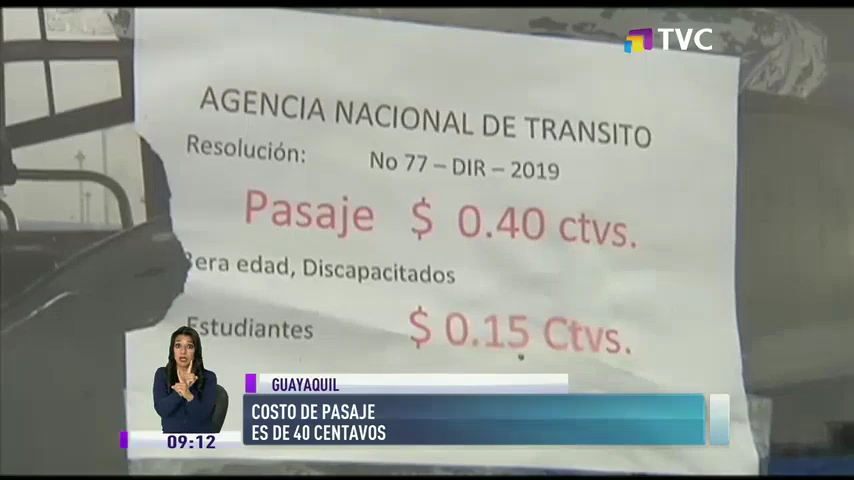 TVC
AGENCIA NACIONAL DE TRANSITO
Resolución: No 77 – DIR – 2019
Pasaje $ 0.40 ctvs.
3era edad, Discapacitados
Estudiantes $ 0.15 Ctvs.
GUAYAQUIL
COSTO DE PASAJE
ES DE 40 CENTAVOS
09:12